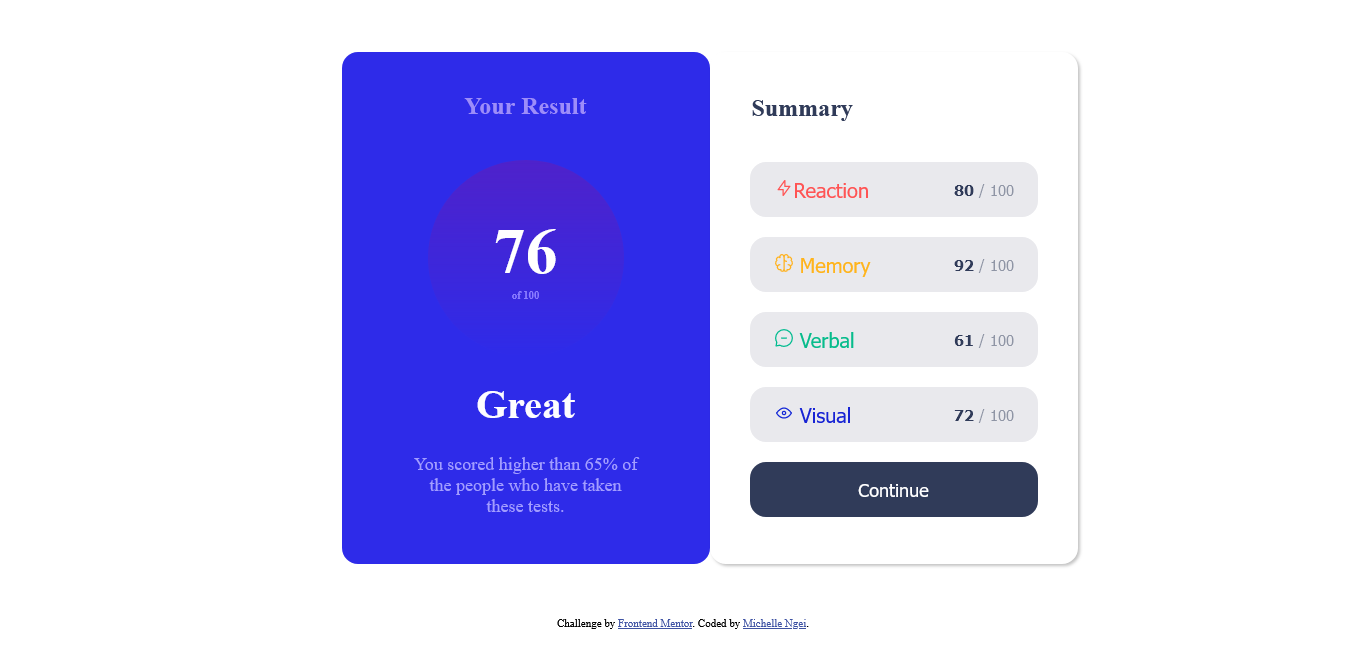 Your Result
76
of 100
Great
You scored higher than 65% of
the people who have taken
these tests.
Summary
Reaction 80 / 100
Memory 92 / 100
Verbal 61 / 100
Visual 72 / 100
Continue
Challenge by Frontend Mentor. Coded by Michelle Ngei.